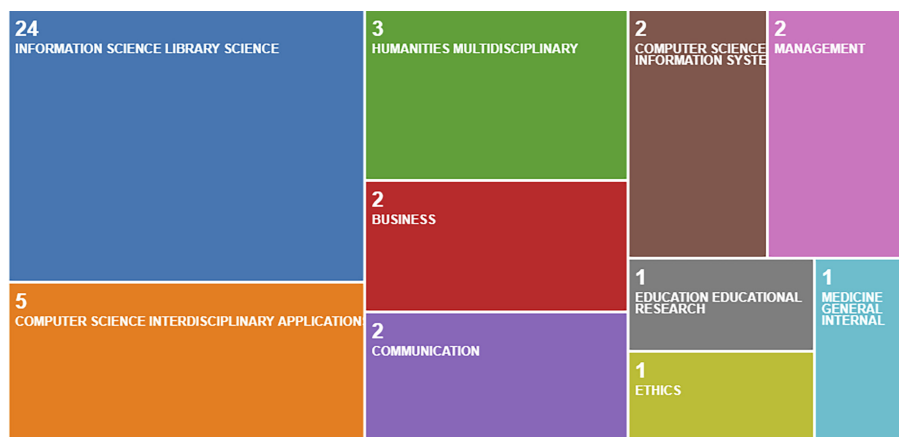 24
INFORMATION SCIENCE LIBRARY SCIENCE
5
COMPUTER SCIENCE INTERDISCIPLINARY APPLICATION
3
HUMANITIES MULTIDISCIPLINARY
2
BUSINESS
2
COMMUNICATION
2
COMPUTER SCIENCE
INFORMATION SYSTE
2
MANAGEMENT
1
EDUCATION EDUCATIONAL
RESEARCH
1
ETHICS
1
MEDICINE
GENERAL
INTERNAL